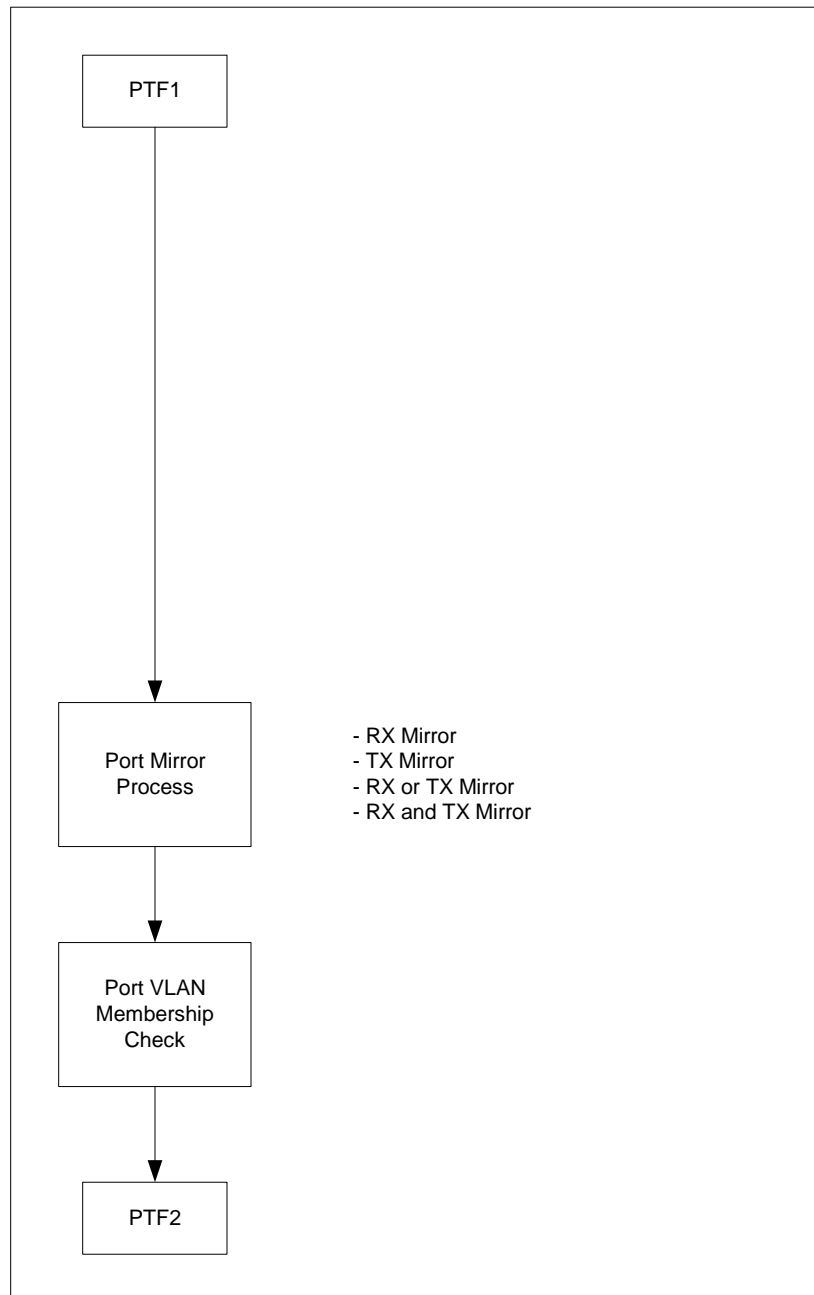 PTF1
Port Mirror
Process
- RX Mirror
- TX Mirror
- RX or TX Mirror
- RX and TX Mirror
Port VLAN
Membership
Check
PTF2